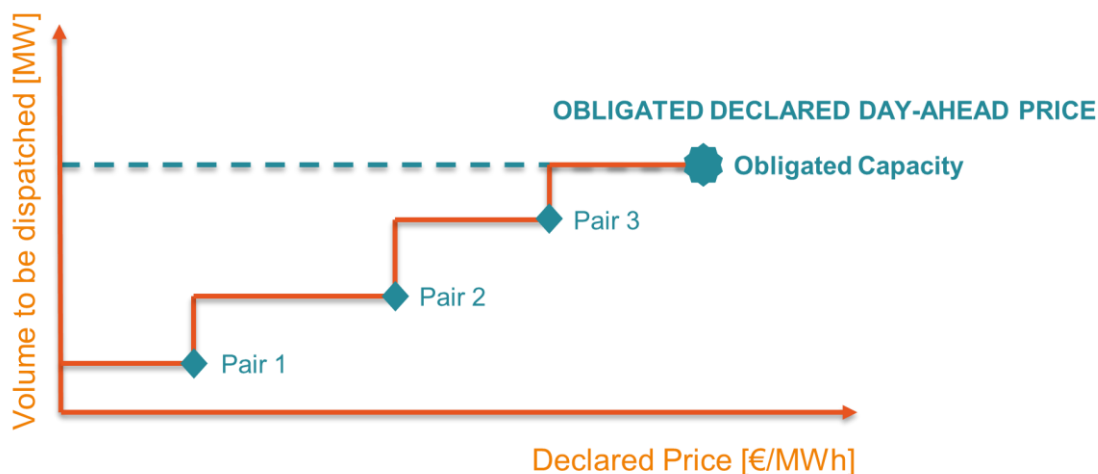 Volume to be dispatched [MW]
OBLIGATED DECLARED DAY-AHEAD PRICE
Obligated Capacity
Pair 3
Pair 2
Pair 1
Declared Price [€/MWh]